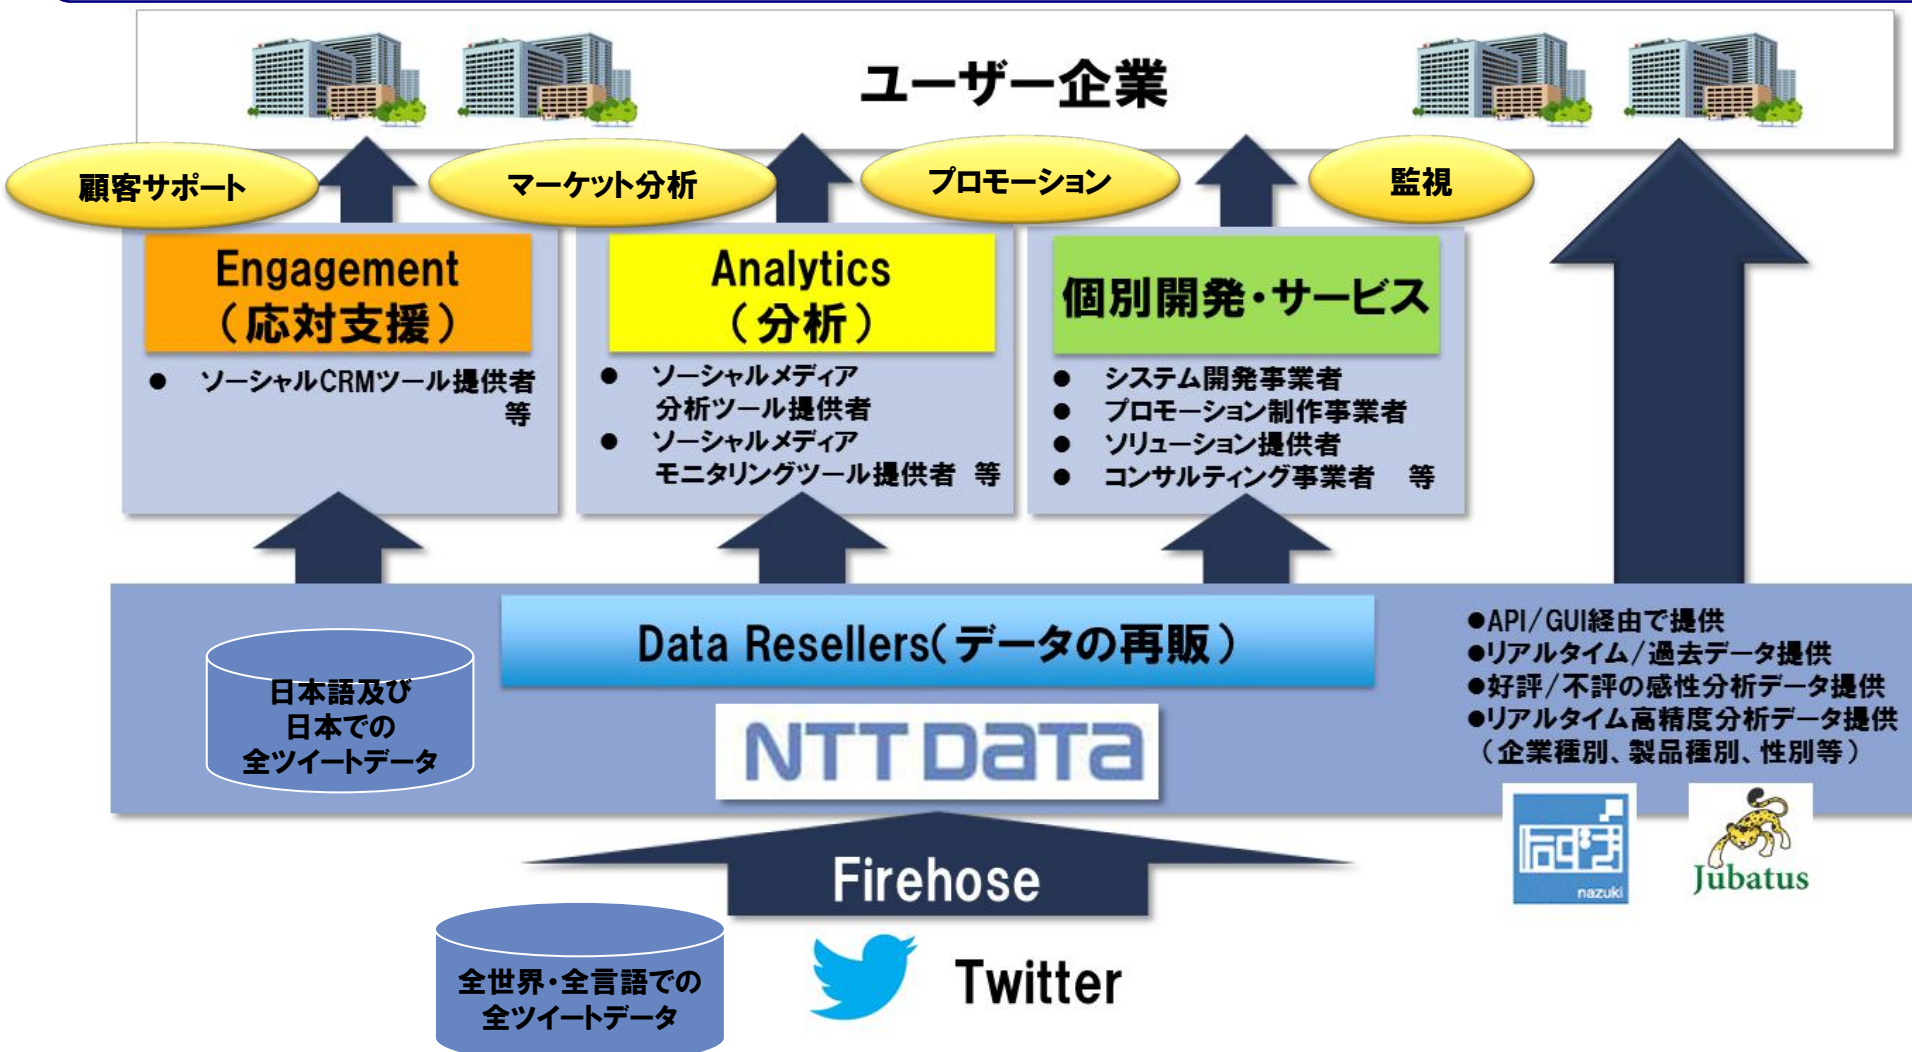 ユーザー企業
顧客サポート
マーケット分析
プロモーション
監視
Engagement
（応対支援）
● ソーシャルCRMツール提供者
等
Analytics
（分析）
● ソーシャルメディア
分析ツール提供者
● ソーシャルメディア
モニタリングツール提供者 等
個別開発・サービス
● システム開発事業者
● プロモーション制作事業者
● ソリューション提供者
● コンサルティング事業者 等
Data Resellers（データの再販）
日本語及び
日本での
全ツイートデータ
NTT DATA
●API/GUI経由で提供
●リアルタイム/過去データ提供
●好評/不評の感性分析データ提供
●リアルタイム高精度分析データ提供
（企業種別、製品種別、性別等）
なずき
nazuki
Jubatus
Firehose
全世界・全言語での
全ツイートデータ
Twitter